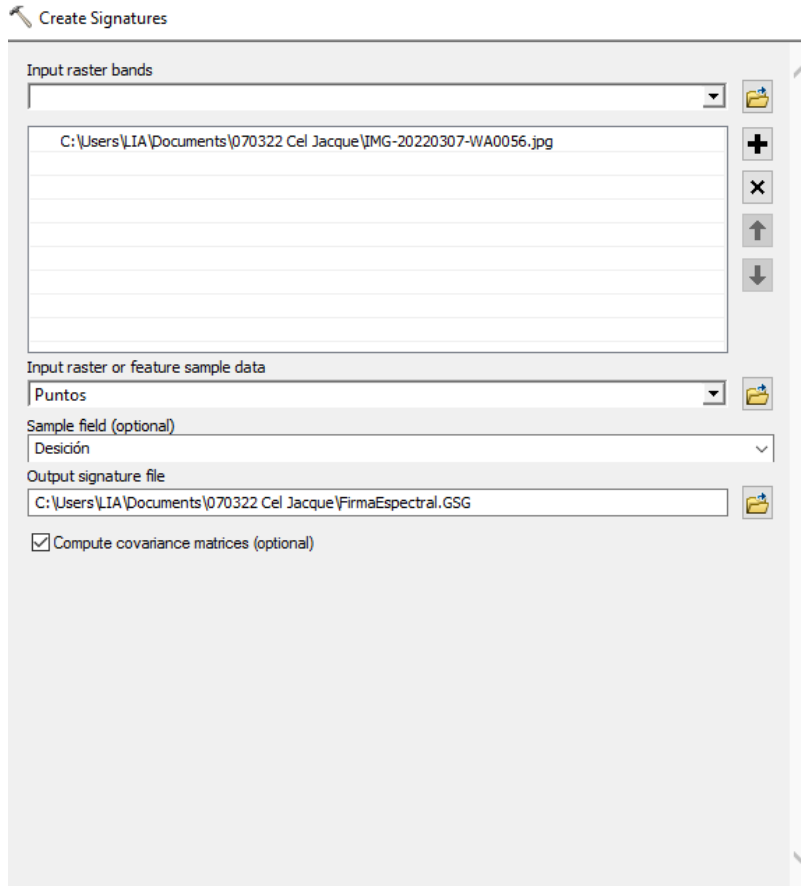 Create Signatures
Input raster bands
C:\Users\LIA\Documents\070322 Cel Jacque\IMG-20220307-WA0056.jpg
Input raster or feature sample data
Puntos
Sample field (optional)
Desición
Output signature file
C:\Users\LIA\Documents\070322 Cel Jacque\FirmaEspectral.GSG
Compute covariance matrices (optional)